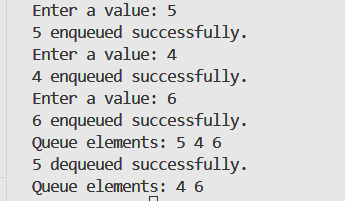 Enter a value: 5
5 enqueued successfully.
Enter a value: 4
4 enqueued successfully.
Enter a value: 6
6 enqueued successfully.
Queue elements: 5 4 6
5 dequeued successfully.
Queue elements: 4 6